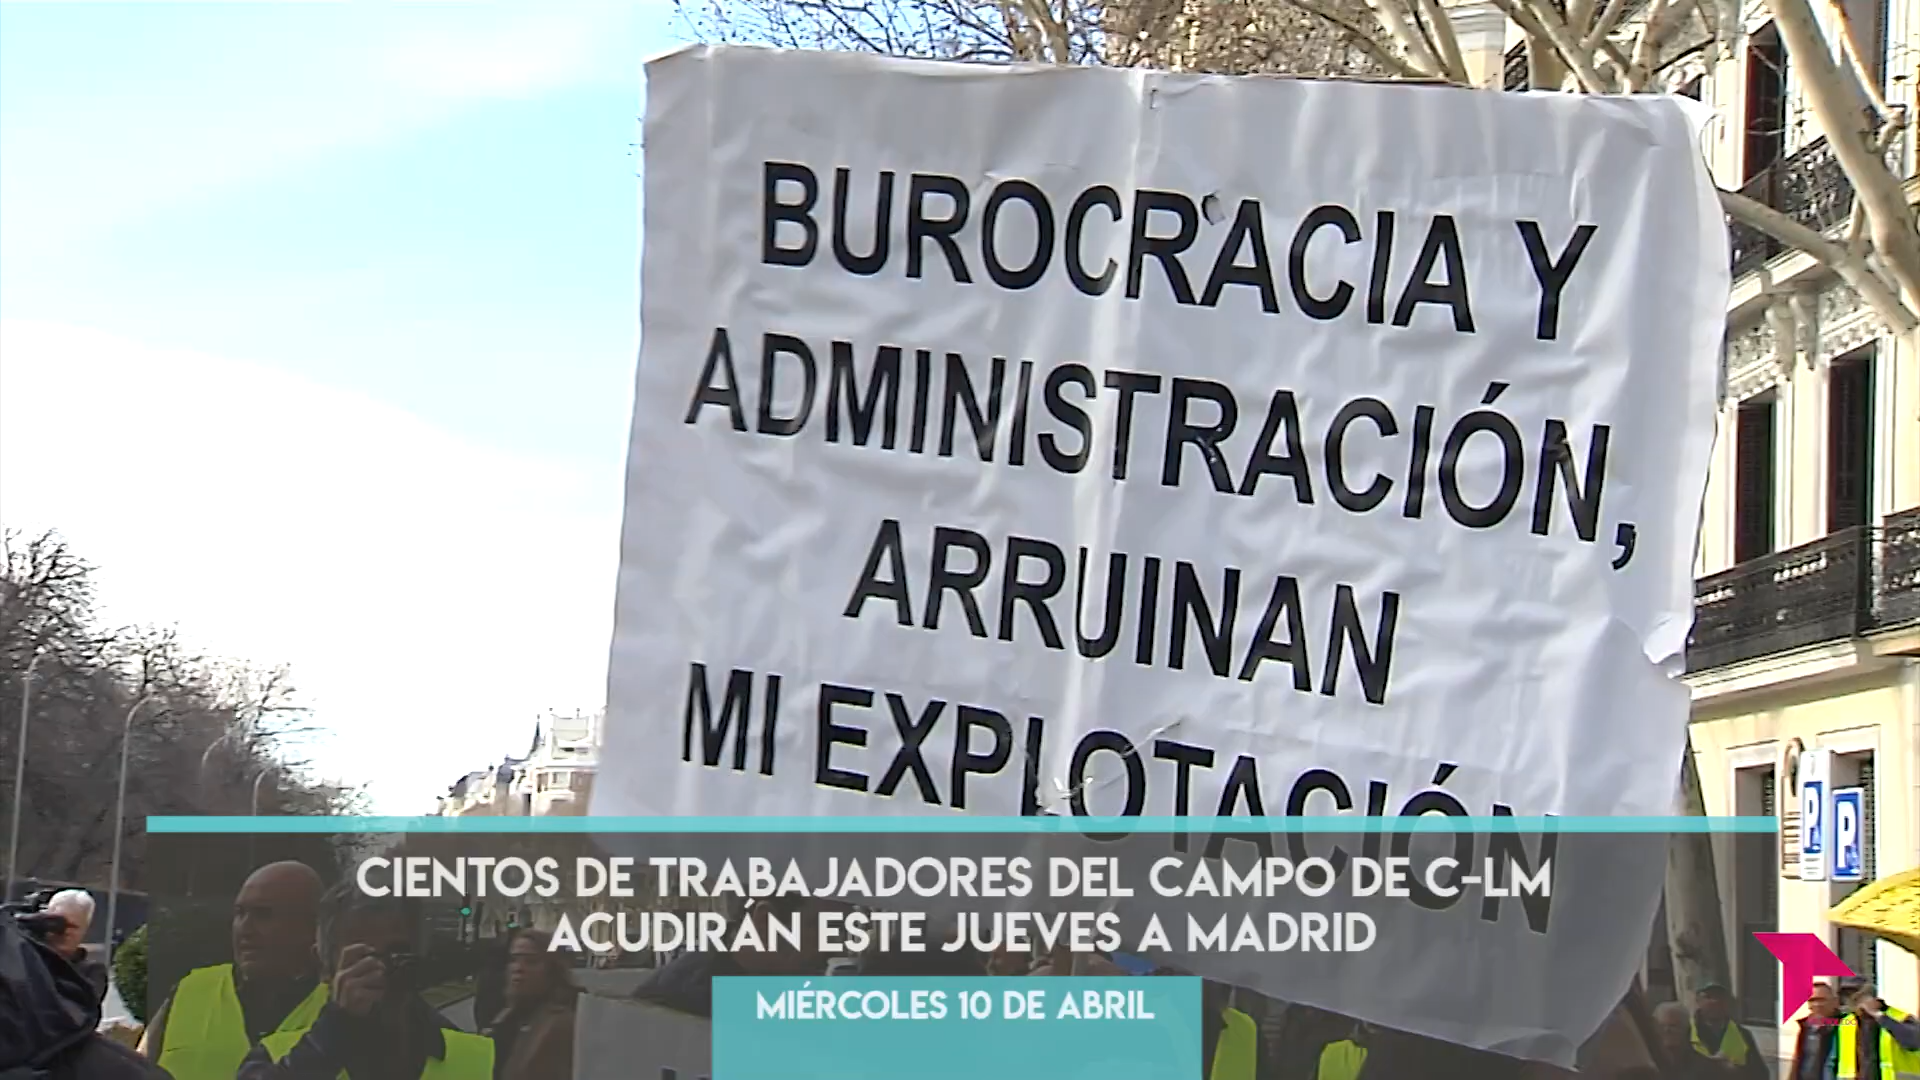 BUROCRACIA Y
ADMINISTRACIÓN,
ARRUINAN
MI EXPLOTACIÓN
CIENTOS DE TRABAJADORES DEL CAMPO DE C-LM
ACUDIRÁN ESTE JUEVES A MADRID
MIÉRCOLES 10 DE ABRIL
P
P